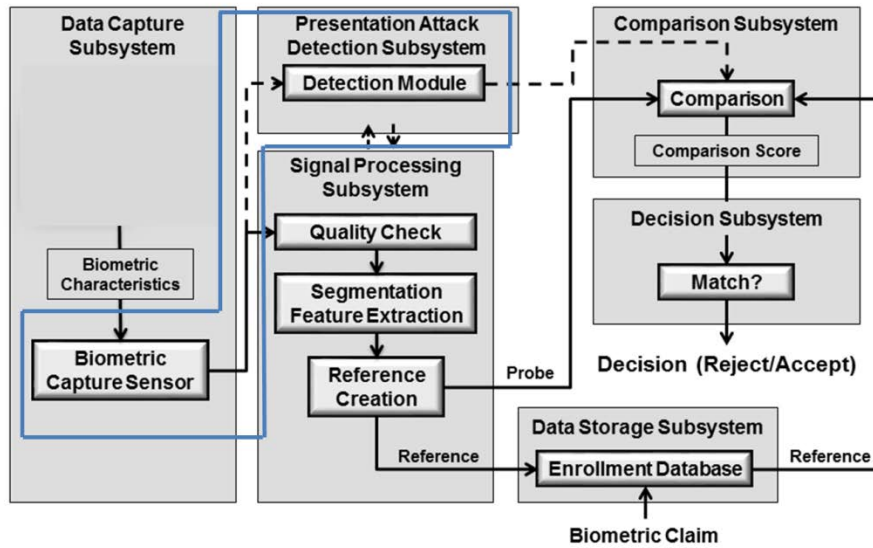 Data Capture
Subsystem
Biometric
Characteristics
Biometric
Capture Sensor
Presentation Attack
Detection Subsystem
Detection Module
Signal Processing
Subsystem
Quality Check
Segmentation
Feature Extraction
Reference
Creation
Probe
Reference
Comparison Subsystem
Comparison
Comparison Score
Decision Subsystem
Match?
Decision (Reject/Accept)
Data Storage Subsystem
Enrollment Database
Reference
Biometric Claim